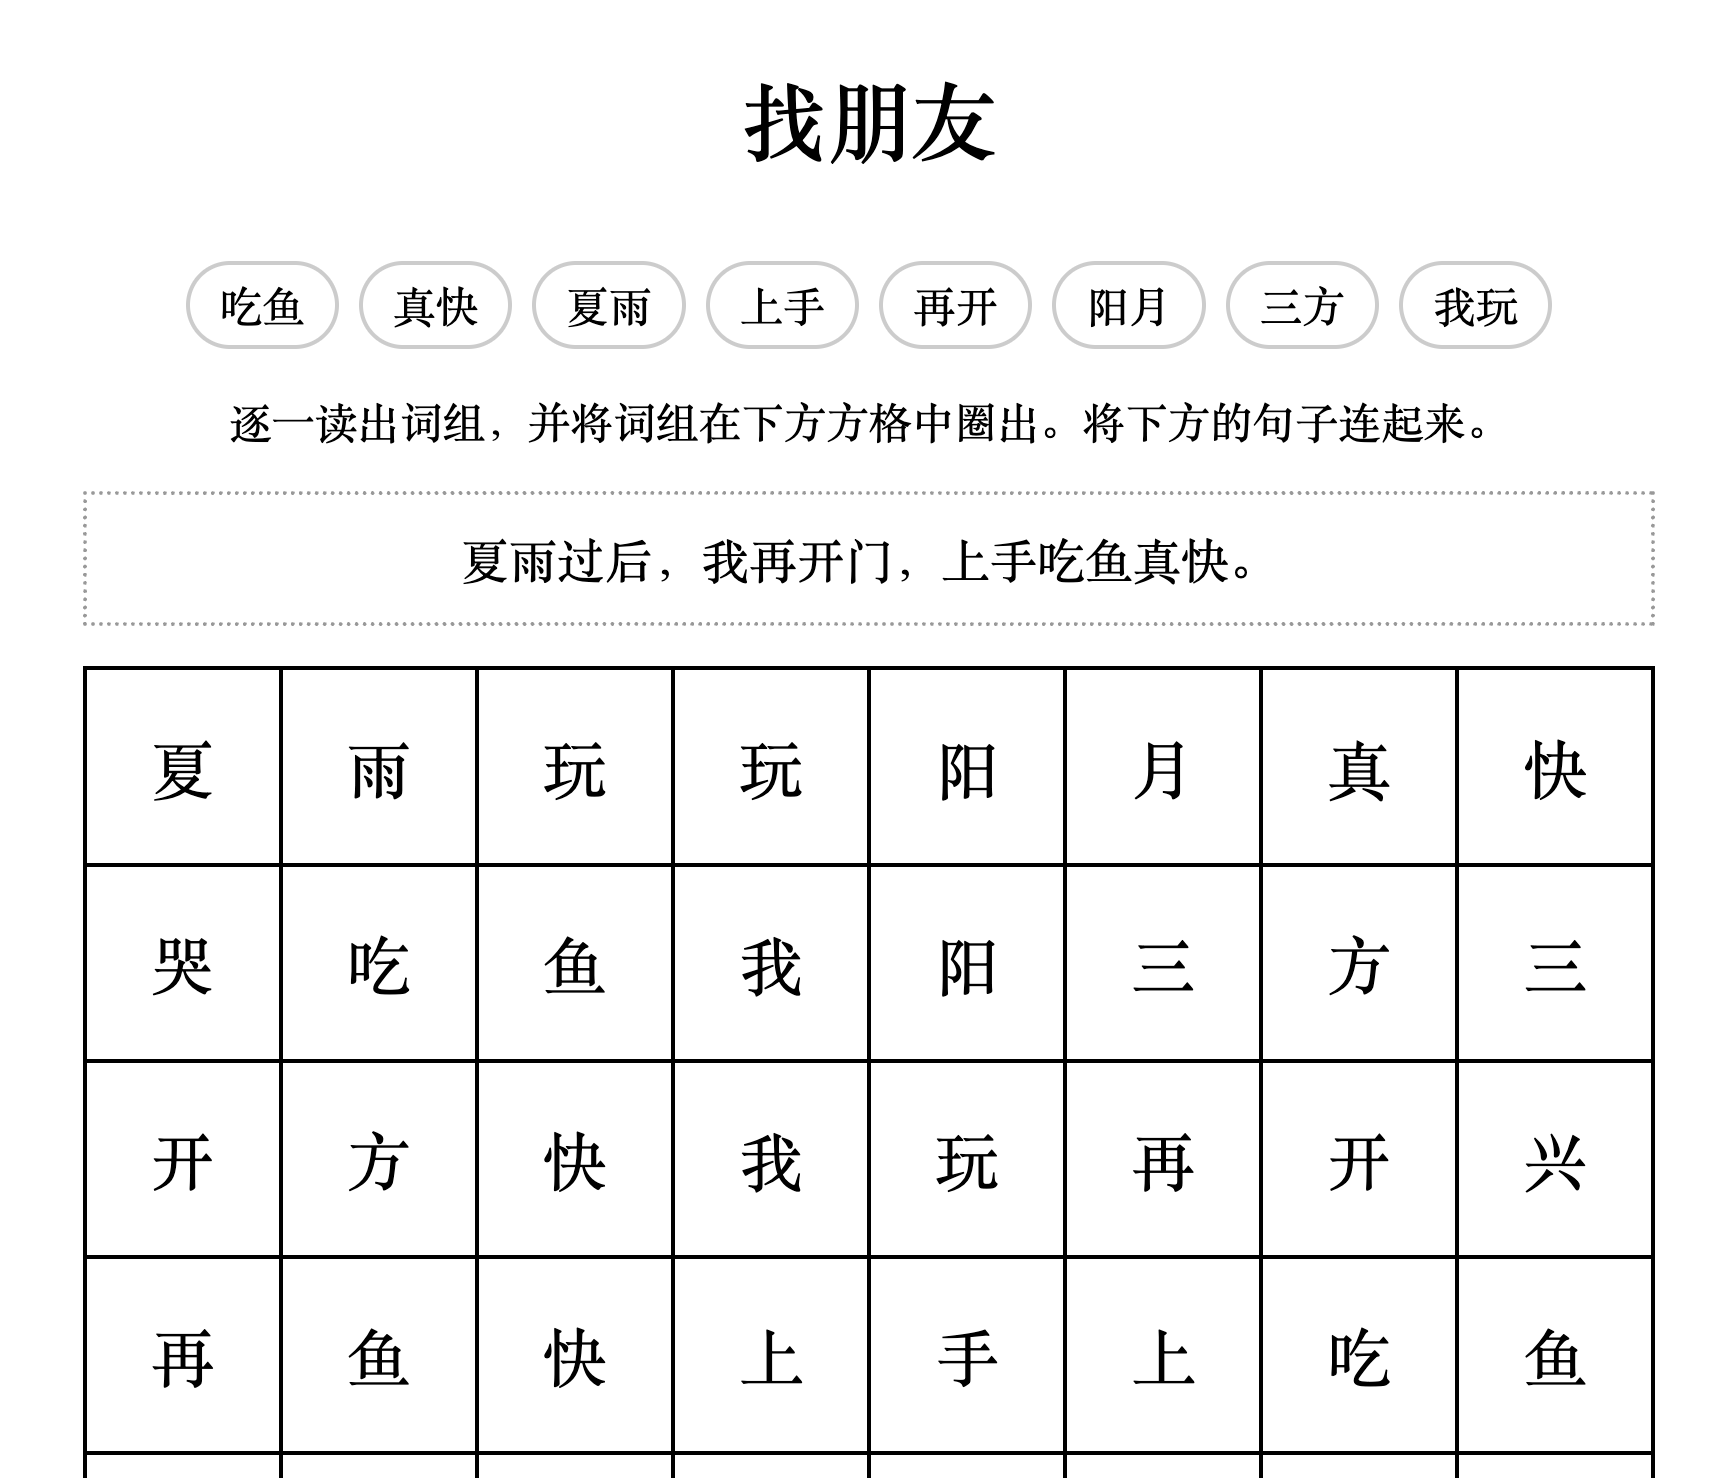 找朋友
吃鱼 真快 夏雨 上手 再开 阳月 三方 我玩
逐一读出词组，并将词组在下方方格中圈出。将下方的句子连起来。
夏雨过后，我再开门，上手吃鱼真快。
夏 雨 玩 玩 阳 月 真 快
哭 吃 鱼 我 阳 三 方 三
开 方 快 我 玩 再 开 兴
再 鱼 快 上 手 上 吃 鱼